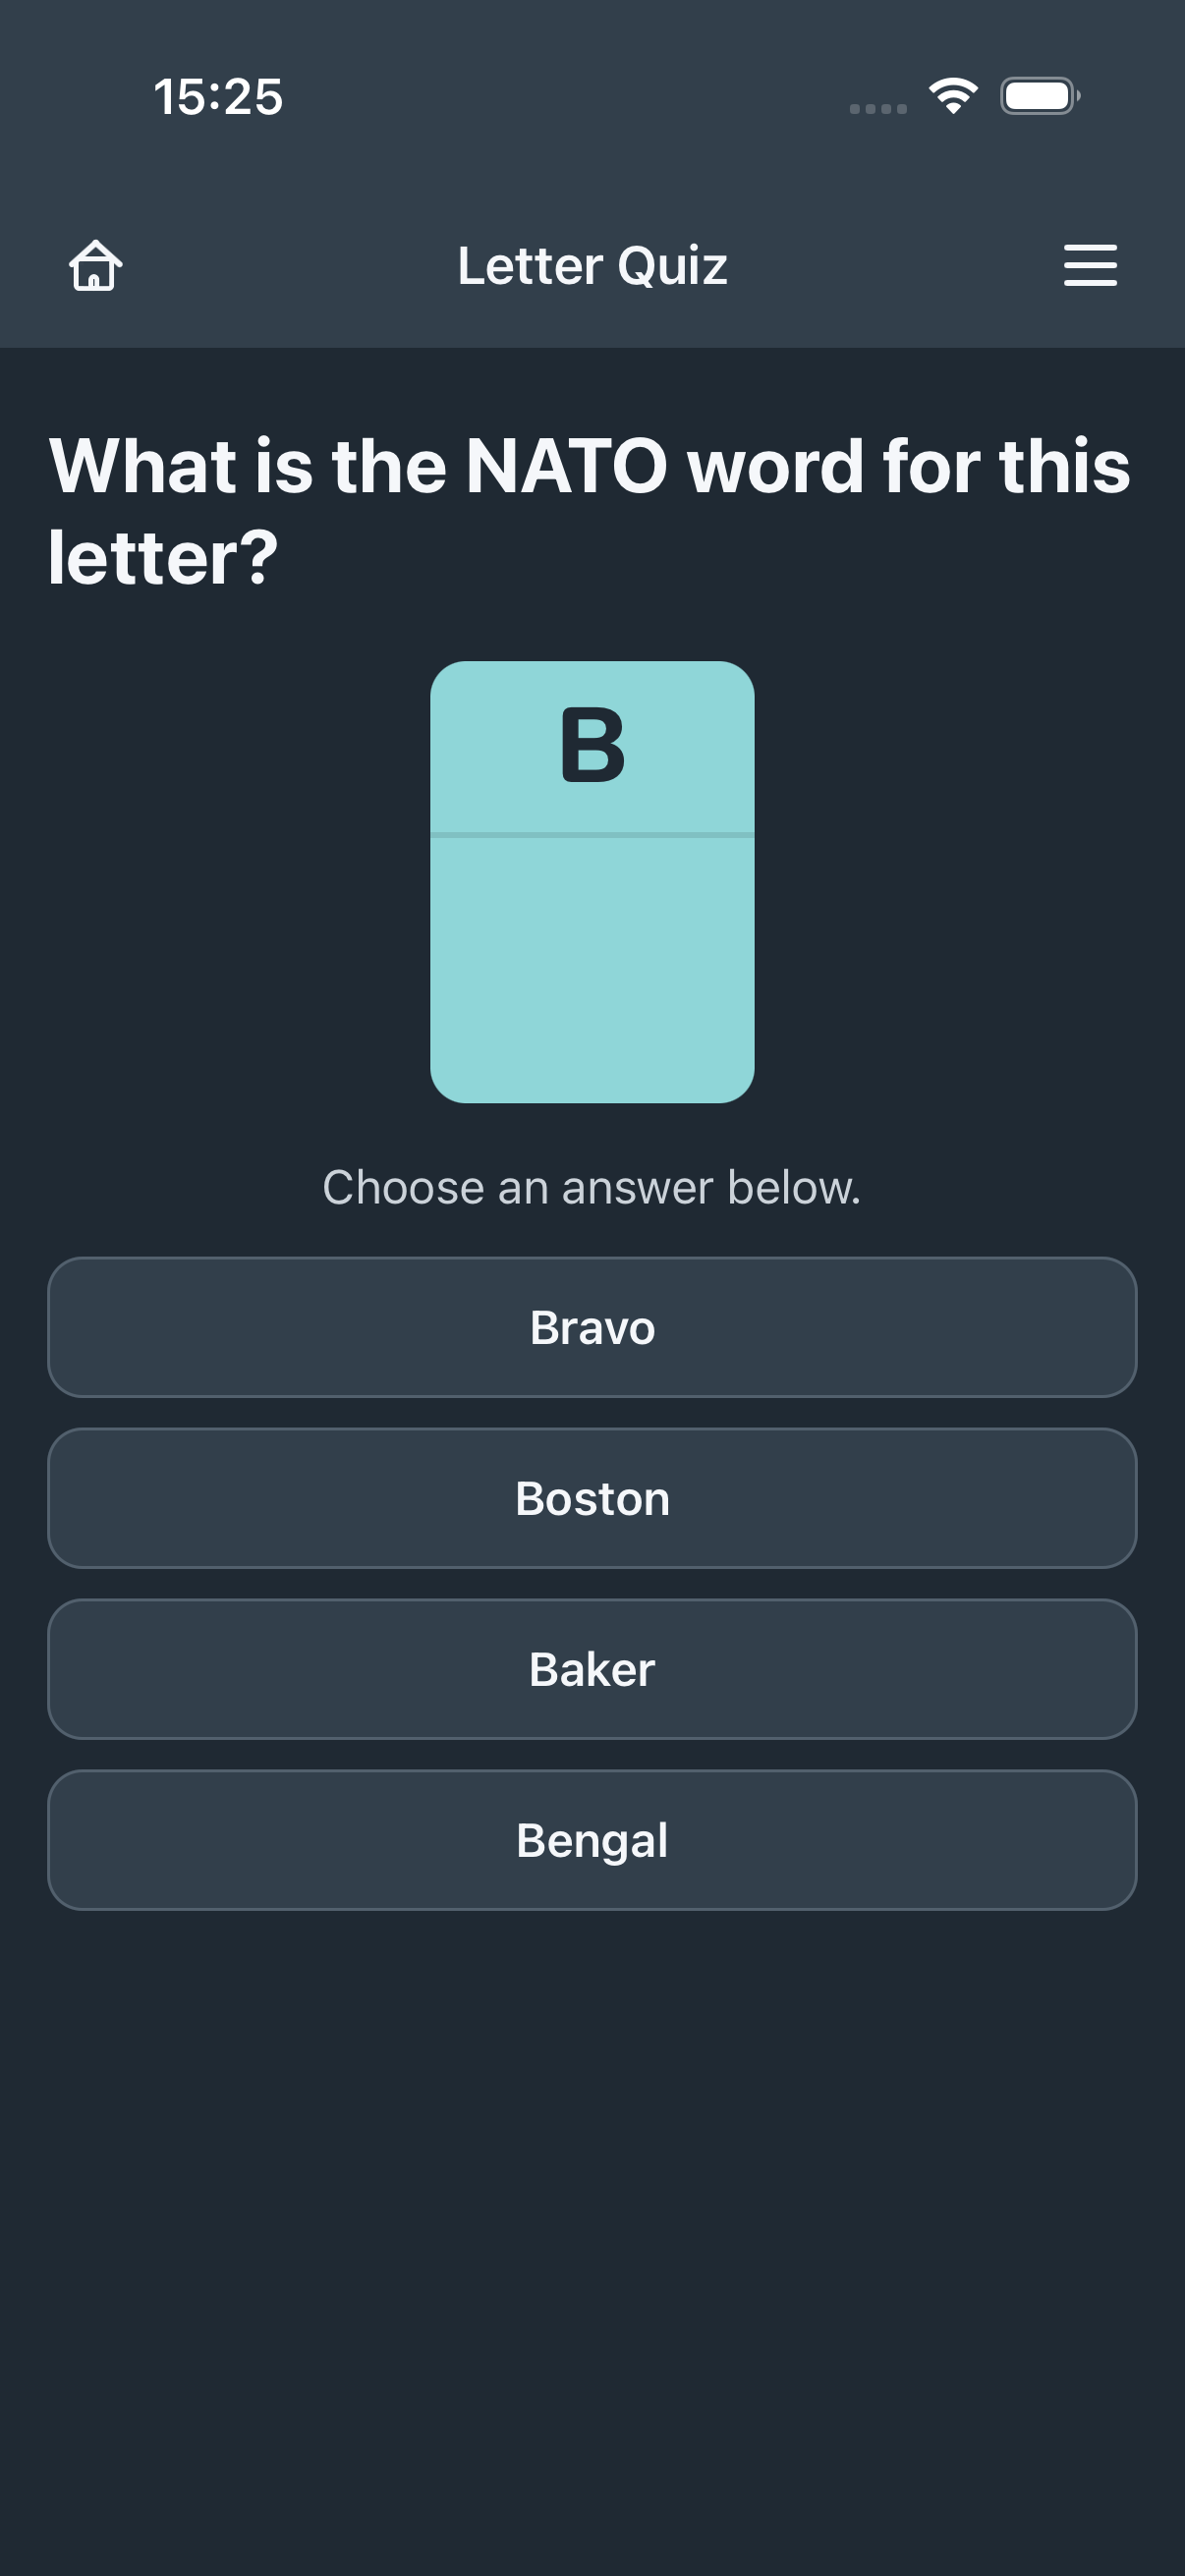 15:25
Letter Quiz
What is the NATO word for this
letter?
B
Choose an answer below.
Bravo
Boston
Baker
Bengal